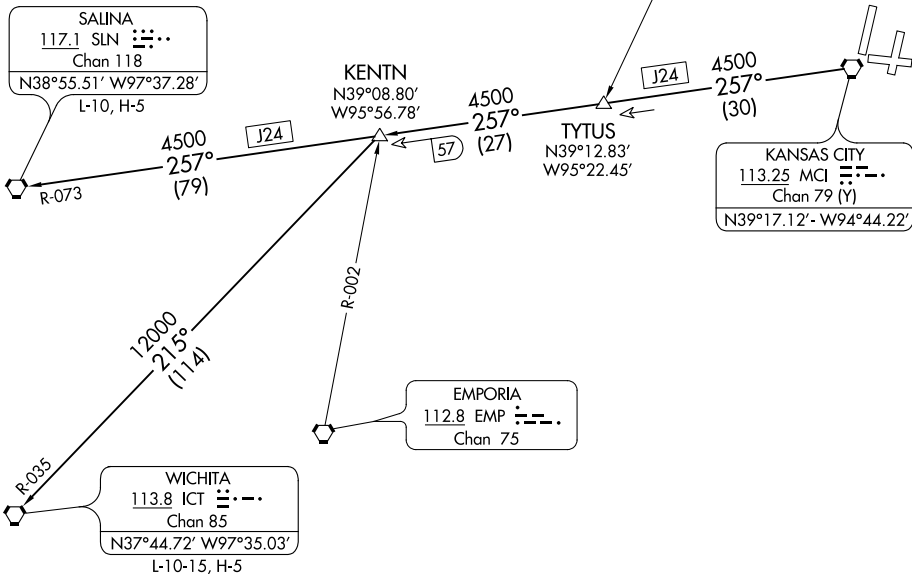 SALINA
117.1 SLN
Chan 118
N38°55.51' W97°37.28'
L-10, H-5
KENTN
N39°08.80'
W95°56.78'
4500
J24
257°
(30)
TYTUS
N39°12.83'
W95°22.45'
4500
257°
(27)
57
J24
4500
257°
(79)
R-073
KANSAS CITY
113.25 MCI
Chan 79 (Y)
N39°17.12'- W94°44.22'
R-002
12000
215°
(114)
R-035
EMPORIA
112.8 EMP
Chan 75
WICHITA
113.8 ICT
Chan 85
N37°44.72' W97°35.03'
L-10-15, H-5